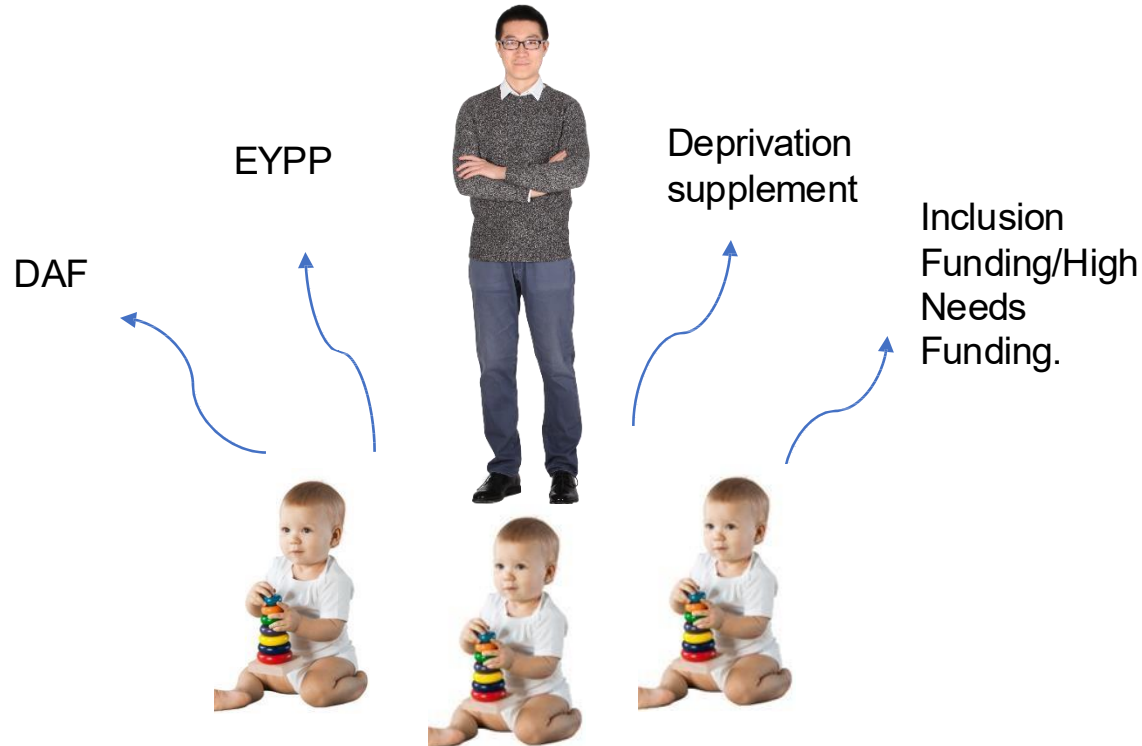 DAF
EYPP
Deprivation
supplement
Inclusion
Funding/High
Needs
Funding.